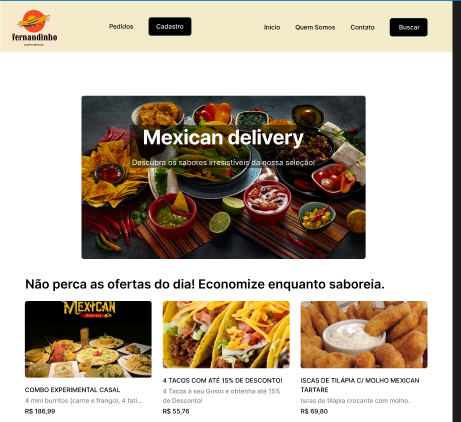 fernandinho
Pedidos
Cadastro
Início
Quem Somos
Contato
Buscar
Mexican delivery
Descubra os sabores irresistíveis da nossa seleção!
Não perca as ofertas do dia! Economize enquanto saboreia.
MEXICAN
COMBO EXPERIMENTAL CASAL
4 mini burritos (carne e frango), 4 fati...
R$ 186,99
4 TACOS COM ATÉ 15% DE DESCONTO!
4 Tacos à seu Gosto e obtenha até 15%
de Desconto!
R$ 55,76
ISCAS DE TILÁPIA C/ MOLHO MEXICAN
TARTARE
Iscas de tilápia crocante com molho.
R$ 69,80